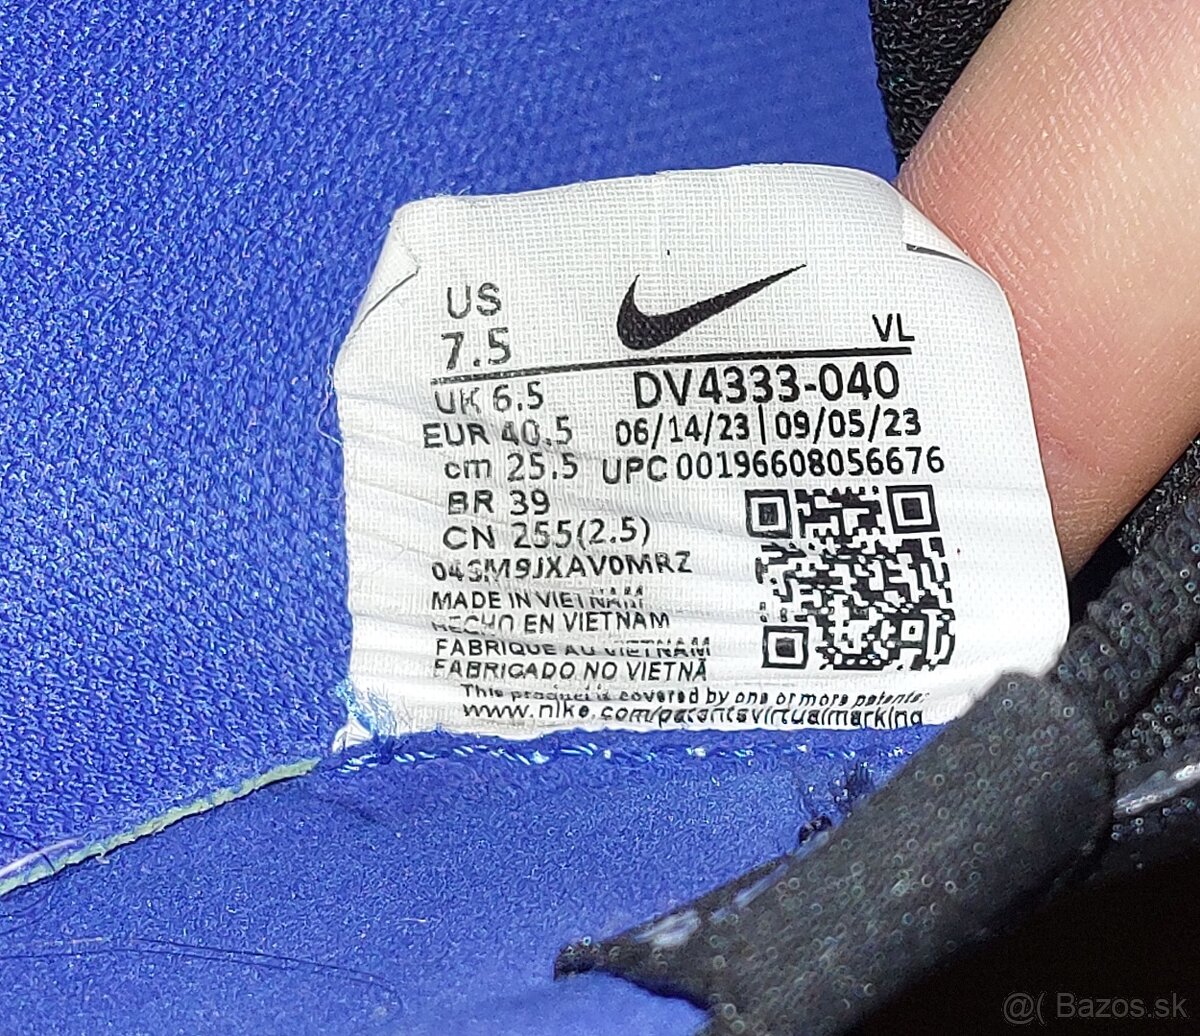 US
7.5
VL
UK 6.5
DV4333-040
EUR 40.5
06/14/23 | 09/05/23
cm 25.5
UPC 00196608056676
BR 39
CN 255(2.5)
04SM9JXAV0MRZ
MADE IN VIETNAM
HECHO EN VIETNAM
FABRIQUE AU VIETNAM
FABRICADO NO VIETNÃ
This product is covered by one or more patents:
www.nike.com/patentsvirtualmarking
@( Bazos.sk